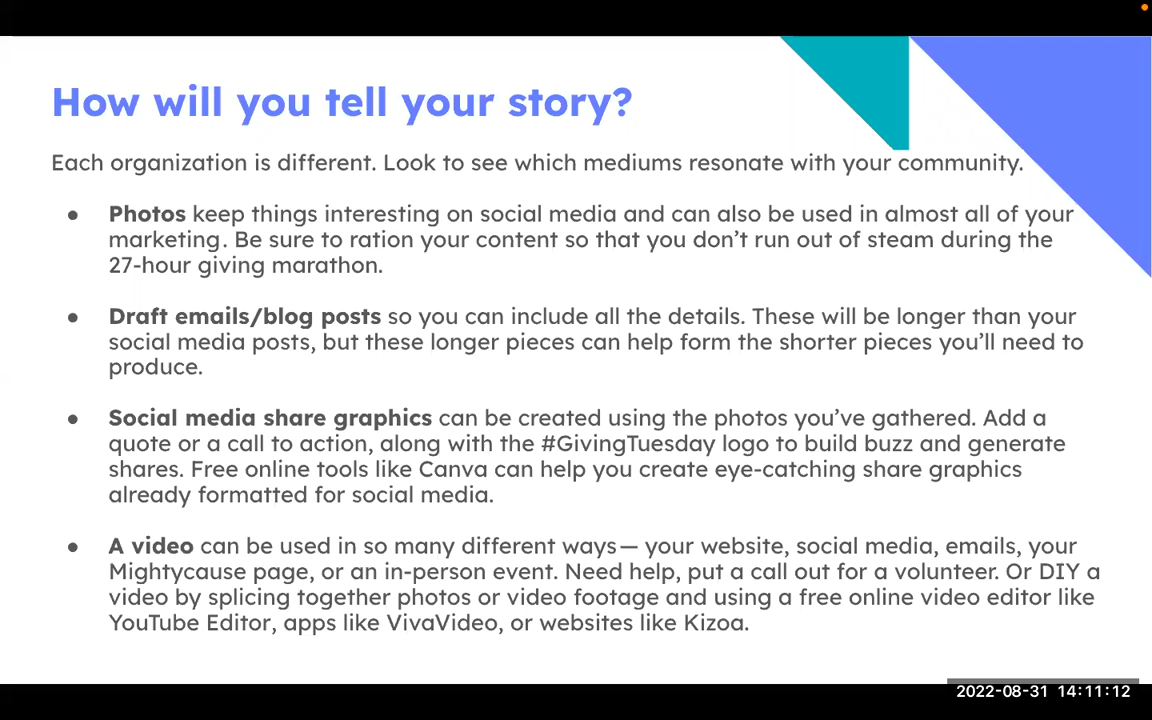 How will you tell your story?
Each organization is different. Look to see which mediums resonate with your community.
● Photos keep things interesting on social media and can also be used in almost all of your
marketing. Be sure to ration your content so that you don’t run out of steam during the
27-hour giving marathon.
● Draft emails/blog posts so you can include all the details. These will be longer than your
social media posts, but these longer pieces can help form the shorter pieces you’ll need to
produce.
● Social media share graphics can be created using the photos you’ve gathered. Add a
quote or a call to action, along with the #GivingTuesday logo to build buzz and generate
shares. Free online tools like Canva can help you create eye-catching share graphics
already formatted for social media.
● A video can be used in so many different ways— your website, social media, emails, your
Mightycause page, or an in-person event. Need help, put a call out for a volunteer. Or DIY a
video by splicing together photos or video footage and using a free online video editor like
YouTube Editor, apps like VivaVideo, or websites like Kizoa.
2022-08-31 14:11:12